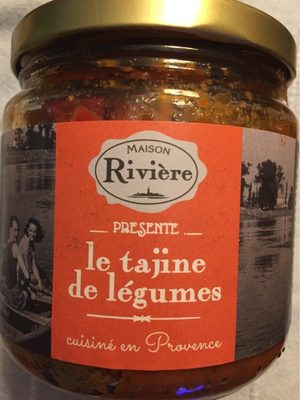 MAISON
Rivière
PRESENTE
le tajine
de légumes
cuisiné en Provence